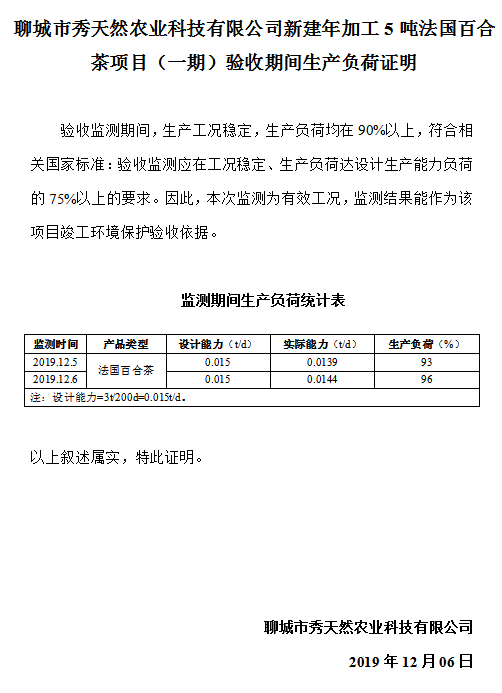 聊城市秀天然农业科技有限公司新建年加工 5 吨法国百合
茶项目（一期）验收期间生产负荷证明
验收监测期间，生产工况稳定，生产负荷均在 90%以上，符合相
关国家标准：验收监测应在工况稳定、生产负荷达设计生产能力负荷
的 75%以上的要求。因此，本次监测为有效工况，监测结果能作为该
项目竣工环境保护验收依据。
监测期间生产负荷统计表
监测时间 产品类型 设计能力（t/d） 实际能力（t/d） 生产负荷（%）
2019.12.5 法国百合茶 0.015 0.0139 93
2019.12.6 0.015 0.0144 96
注：设计能力=3t/200d=0.015t/d。
以上叙述属实，特此证明。
聊城市秀天然农业科技有限公司
2019 年 12 月 06 日